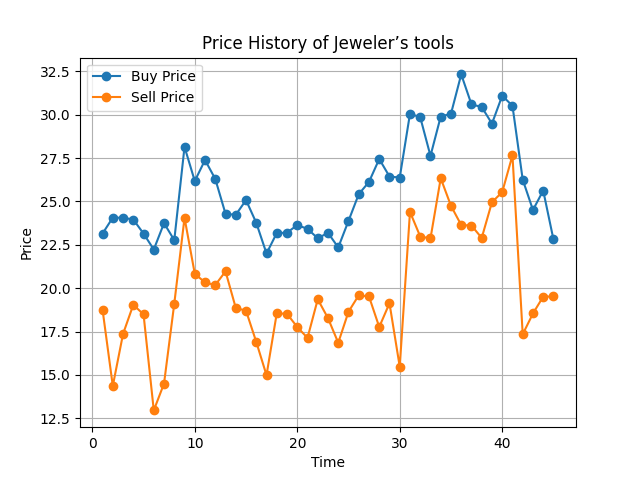 Price History of Jeweler’s tools
Buy Price
Sell Price
32.5
30.0
27.5
25.0
22.5
20.0
17.5
15.0
12.5
Price
0
10
20
30
40
Time